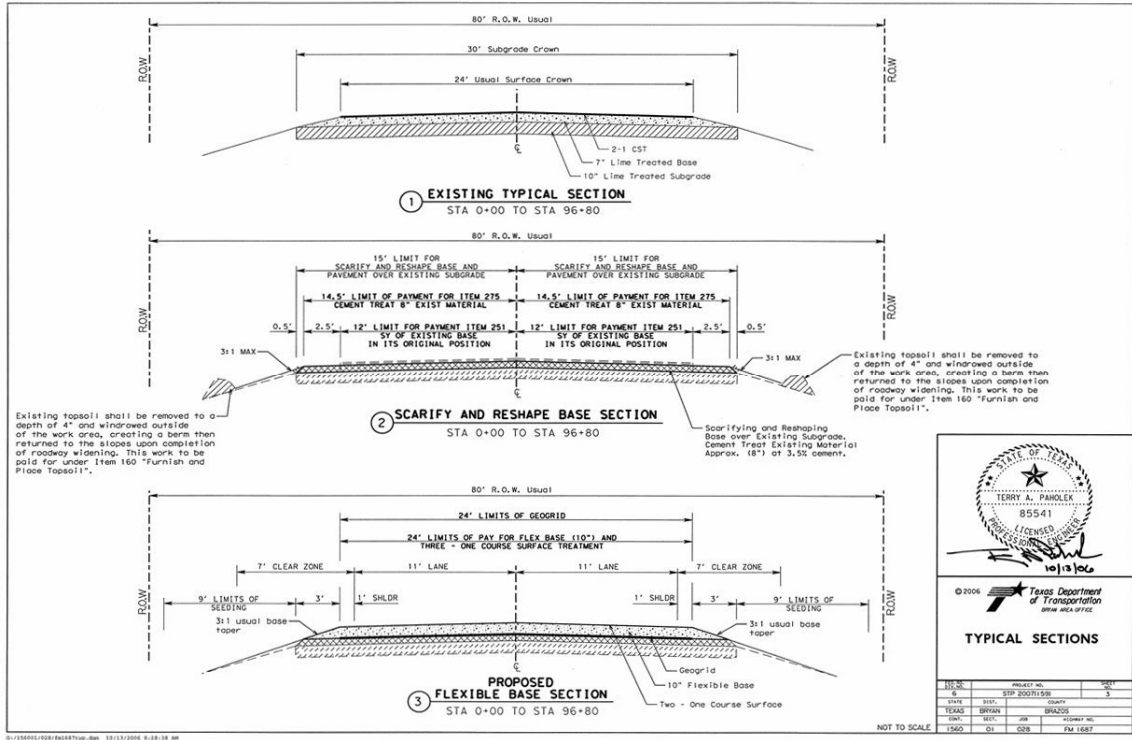 80' R.O.W. Usual
30' Subgrade Crown
24' Usual Surface Crown
R.O.W
R.O.W
℄
2-1 CST
7" Lime Treated Base
10" Lime Treated Subgrade
1 EXISTING TYPICAL SECTION
STA 0+00 TO STA 96+80
80' R.O.W. Usual
15' LIMIT FOR
SCARIFY AND RESHAPE BASE AND
PAVEMENT OVER EXISTING SUBGRADE
15' LIMIT FOR
SCARIFY AND RESHAPE BASE AND
PAVEMENT OVER EXISTING SUBGRADE
14.5' LIMIT OF PAYMENT FOR ITEM 275
CEMENT TREAT 8" EXIST MATERIAL
14.5' LIMIT OF PAYMENT FOR ITEM 275
CEMENT TREAT 8" EXIST MATERIAL
0.5'
2.5'
12' LIMIT FOR PAYMENT ITEM 251
SY OF EXISTING BASE
IN ITS ORIGINAL POSITION
12' LIMIT FOR PAYMENT ITEM 251
SY OF EXISTING BASE
IN ITS ORIGINAL POSITION
2.5'
0.5'
R.O.W
R.O.W
3:1 MAX
3:1 MAX
Existing topsoil shall be removed to
a depth of 4" and windrowed outside
of the work area, creating a berm then
returned to the slopes upon completion
of roadway widening. This work to be
paid for under Item 160 "Furnish and
Place Topsoil".
Existing topsoil shall be removed to a
depth of 4" and windrowed outside
of the work area, creating a berm then
returned to the slopes upon completion
of roadway widening. This work to be
paid for under Item 160 "Furnish and
Place Topsoil".
℄
2 SCARIFY AND RESHAPE BASE SECTION
STA 0+00 TO STA 96+80
Scarifying and Reshaping
Base over Existing Subgrade.
Cement Treat Existing Material
Approx. (8") at 3.5% cement.
80' R.O.W. Usual
24' LIMITS OF GEOGRID
24' LIMITS OF PAY FOR FLEX BASE (10") AND
THREE - ONE COURSE SURFACE TREATMENT
7' CLEAR ZONE
11' LANE
11' LANE
7' CLEAR ZONE
9' LIMITS OF
SEEDING
3'
1' SHLDR
1' SHLDR
3'
9' LIMITS OF
SEEDING
R.O.W
R.O.W
3:1 usual base
taper
3:1 usual base
taper
Geogrid
10" Flexible Base
Two - One Course Surface
℄
3 PROPOSED
FLEXIBLE BASE SECTION
STA 0+00 TO STA 96+80
NOT TO SCALE
STATE OF TEXAS
TERRY A. PAHOLEK
85541
LICENSED
PROFESSIONAL ENGINEER
10/13/06
©2006 Texas Department
of Transportation
BRYAN AREA OFFICE
TYPICAL SECTIONS
PROJECT NO.
SHEET NO.
6
3
STATE DIST. COUNTY
TEXAS BRYAN BRAZOS
CONT. SECT. JOB HIGHWAY NO.
1560 01 028 FM 1687